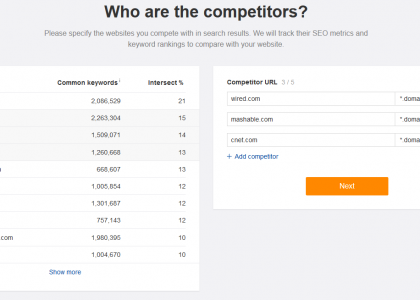 Who are the competitors?
Please specify the websites you compete with in search results. We will track their SEO metrics and
keyword rankings to compare with your website.
Common keywords i Intersect %
2,086,529 21
2,263,304 15
1,509,071 14
1,260,668 13
668,607 13
1,005,854 12
1,301,687 12
757,143 12
.com 1,980,395 10
1,004,670 10
Show more
Competitor URL 3 / 5
wired.com *.doma
mashable.com *.doma
cnet.com *.doma
+ Add competitor
Next